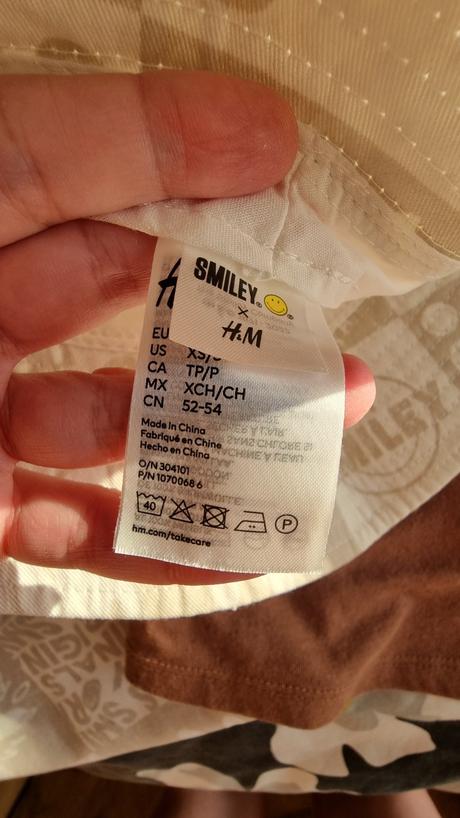 SMILEY®
×
H&M
EU
US XS/S
CA TP/P
MX XCH/CH
CN 52-54
Made in China
Fabriqué en Chine
Hecho en China
O/N 304101
P/N 1070068 6
40
P
hm.com/takecare